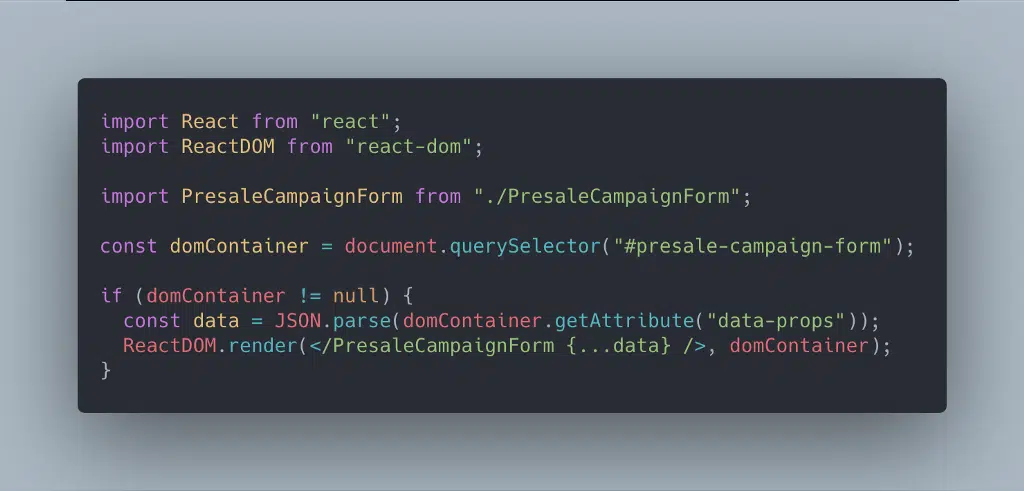 import React from "react";
import ReactDOM from "react-dom";
import PresaleCampaignForm from "./PresaleCampaignForm";
const domContainer = document.querySelector("#presale-campaign-form");
if (domContainer != null) {
const data = JSON.parse(domContainer.getAttribute("data-props"));
ReactDOM.render(</PresaleCampaignForm {...data} />, domContainer);
}